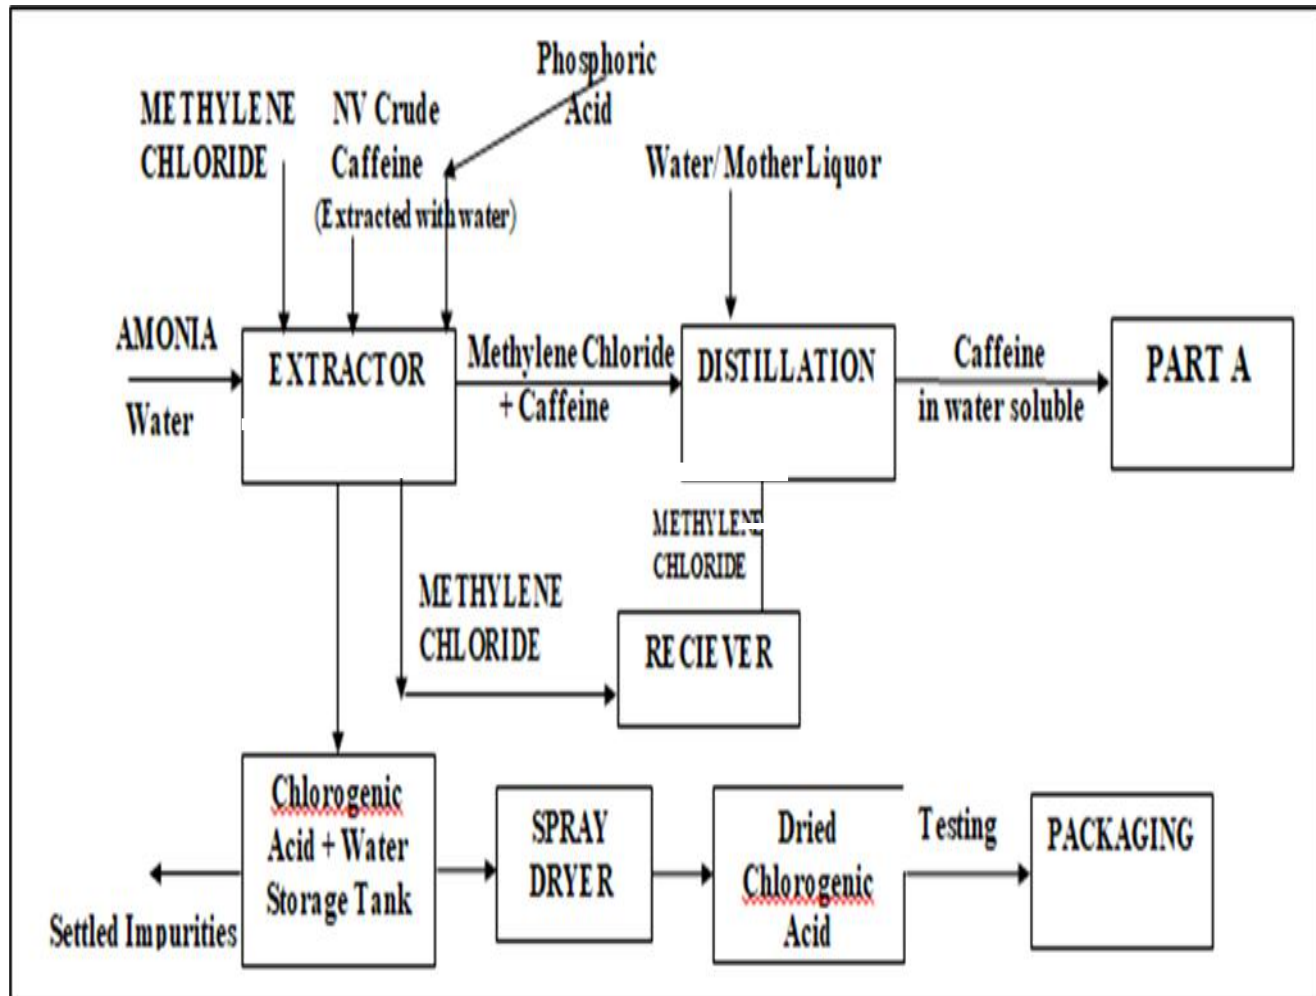 Phosphoric
Acid
METHYLENE
CHLORIDE
NV Crude
Caffeine
(Extracted with water)
Water/Mother Liquor
AMONIA
Water
EXTRACTOR
Methylene Chloride
+ Caffeine
DISTILLATION
Caffeine
in water soluble
PART A
METHYLENE
CHLORIDE
METHYLENE
CHLORIDE
RECIEVER
Chlorogenic
Acid + Water
Storage Tank
Settled Impurities
SPRAY
DRYER
Dried
Chlorogenic
Acid
Testing
PACKAGING